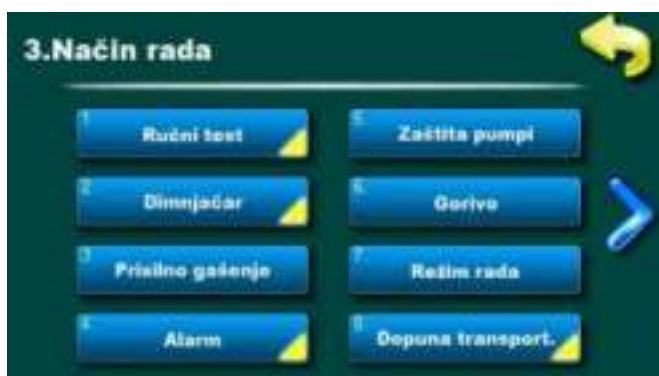 3.Način rada
1
Ručni test
2
Dimnjačar
3
Prisilno gašenje
4
Alarm
5
Zaštita pumpi
6
Gorivo
7
Režim rada
8
Dopuna transport.